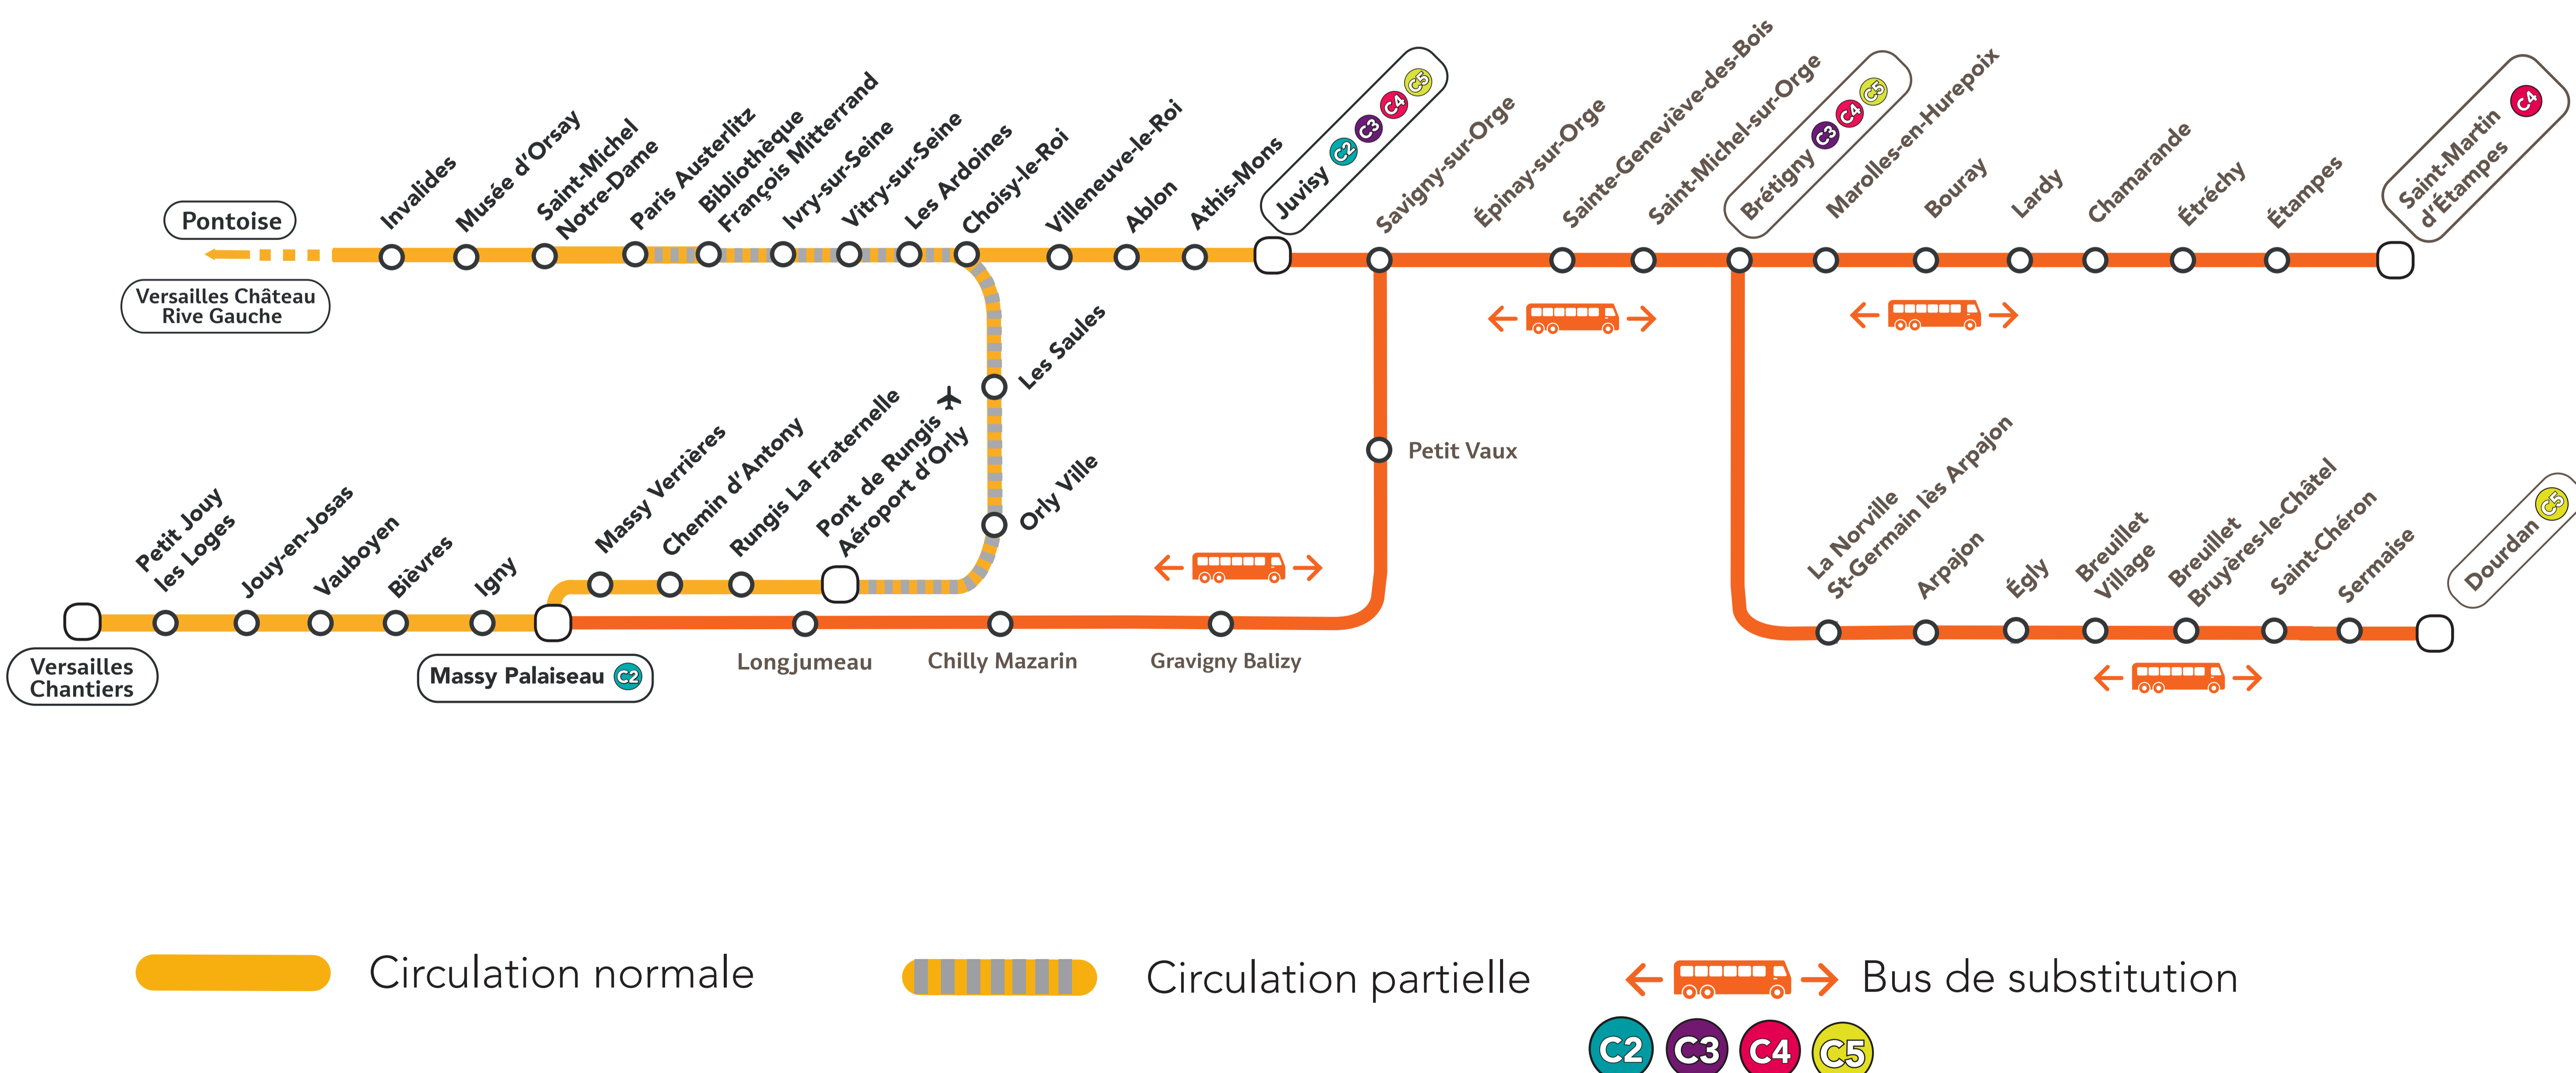 Pontoise
Versailles Château
Rive Gauche
Invalides
Musée d'Orsay
Saint-Michel
Notre-Dame
Paris Austerlitz
Bibliothèque
François Mitterrand
Ivry-sur-Seine
Vitry-sur-Seine
Les Ardoines
Choisy-le-Roi
Villeneuve-le-Roi
Ablon
Athis-Mons
Juvisy C2 C3 C4 C5
Savigny-sur-Orge
Épinay-sur-Orge
Sainte-Geneviève-des-Bois
Saint-Michel-sur-Orge
Brétigny C3 C4 C5
Marolles-en-Hurepoix
Bouray
Lardy
Chamarande
Étréchy
Étampes
Saint-Martin
d'Étampes
C4
Les Saules
Orly Ville
Pont de Rungis
Aéroport d'Orly
Rungis La Fraternelle
Chemin d'Antony
Massy Verrières
Petit Vaux
Versailles
Chantiers
Petit Jouy
les Loges
Jouy-en-Josas
Vauboyen
Bièvres
Igny
Massy Palaiseau C2
Longjumeau
Chilly Mazarin
Gravigny Balizy
La Norville
St-Germain lès Arpajon
Arpajon
Égly
Breuillet
Village
Breuillet
Bruyères-le-Châtel
Saint-Chéron
Sermaise
Dourdan C5
Circulation normale
Circulation partielle
Bus de substitution
C2 C3 C4 C5